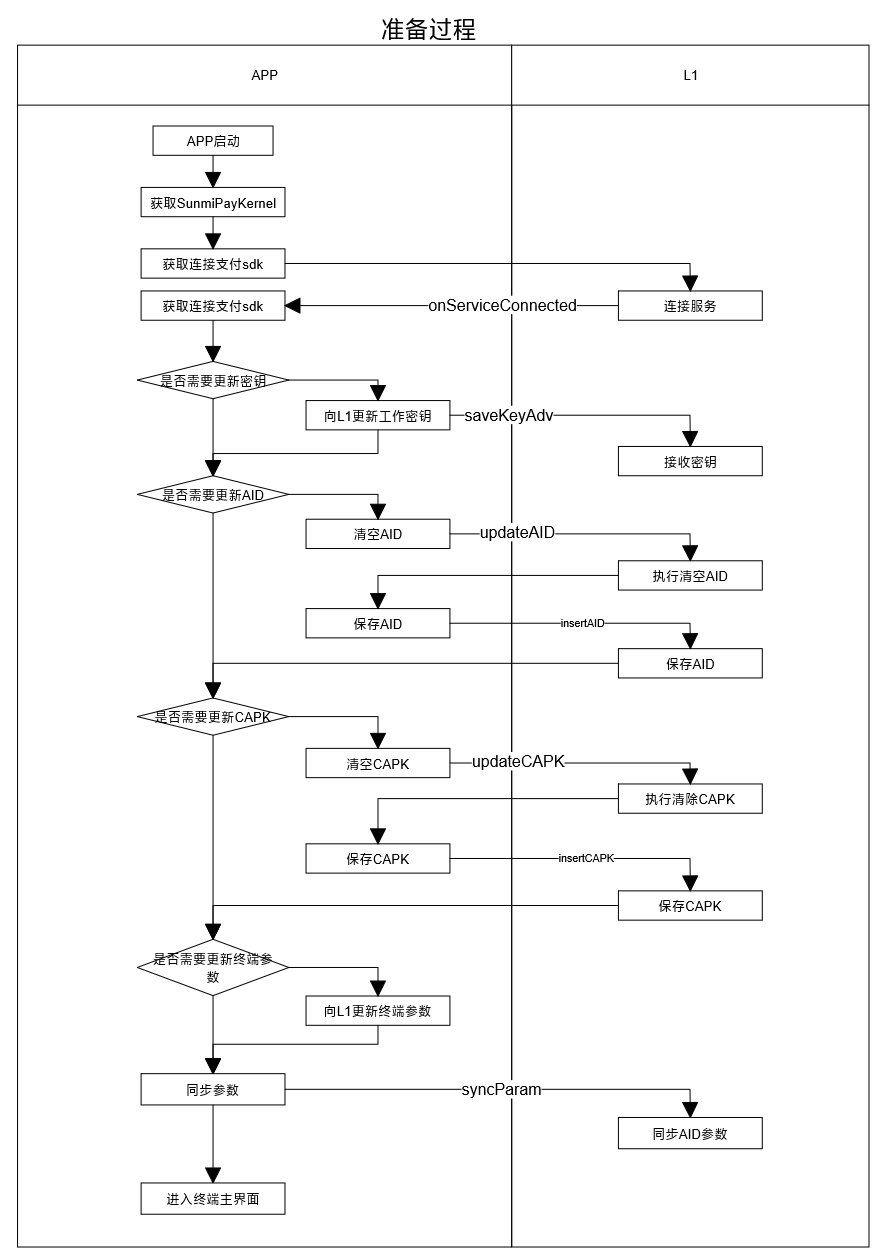 准备过程
APP
L1
APP启动
获取SunmiPayKernel
获取连接支付sdk
获取连接支付sdk
onServiceConnected
连接服务
是否需要更新密钥
向L1更新工作密钥
saveKeyAdv
接收密钥
是否需要更新AID
清空AID
updateAID
执行清空AID
保存AID
insertAID
保存AID
是否需要更新CAPK
清空CAPK
updateCAPK
执行清除CAPK
保存CAPK
insertCAPK
保存CAPK
是否需要更新终端参
数
向L1更新终端参数
同步参数
syncParam
同步AID参数
进入终端主界面